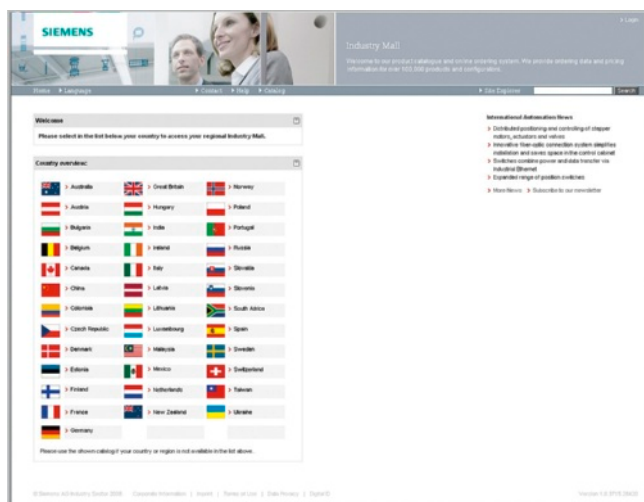 SIEMENS
Login
Industry Mall
Welcome to our product catalogue and online ordering system. We provide ordering data and pricing
information for over 100,000 products and configurators.
Home Language Contact Help Catalog Site Explorer Search
Welcome
Please select in the list below your country to access your regional Industry Mall.
Country overview:
Australia Great Britain Norway
Austria Hungary Poland
Bulgaria India Portugal
Belgium Ireland Russia
Canada Italy Slovakia
China Latvia Slovenia
Colombia Lithuania South Africa
Czech Republic Luxembourg Spain
Denmark Malaysia Sweden
Estonia Mexico Switzerland
Finland Netherlands Taiwan
France New Zealand Ukraine
Germany
Please use the shown catalog if your country or region is not available in the list above.
International Automation News
Distributed positioning and controlling of stepper
motors, actuators and valves
Innovative fiber-optic connection system simplifies
installation and saves space in the control cabinet
Switches combine power and data transfer via
Industrial Ethernet
Expanded range of position switches
More News Subscribe to our newsletter
© Siemens AG Industry Sector Corporate Information | Imprint | Terms of Use | Data Privacy | Digital ID